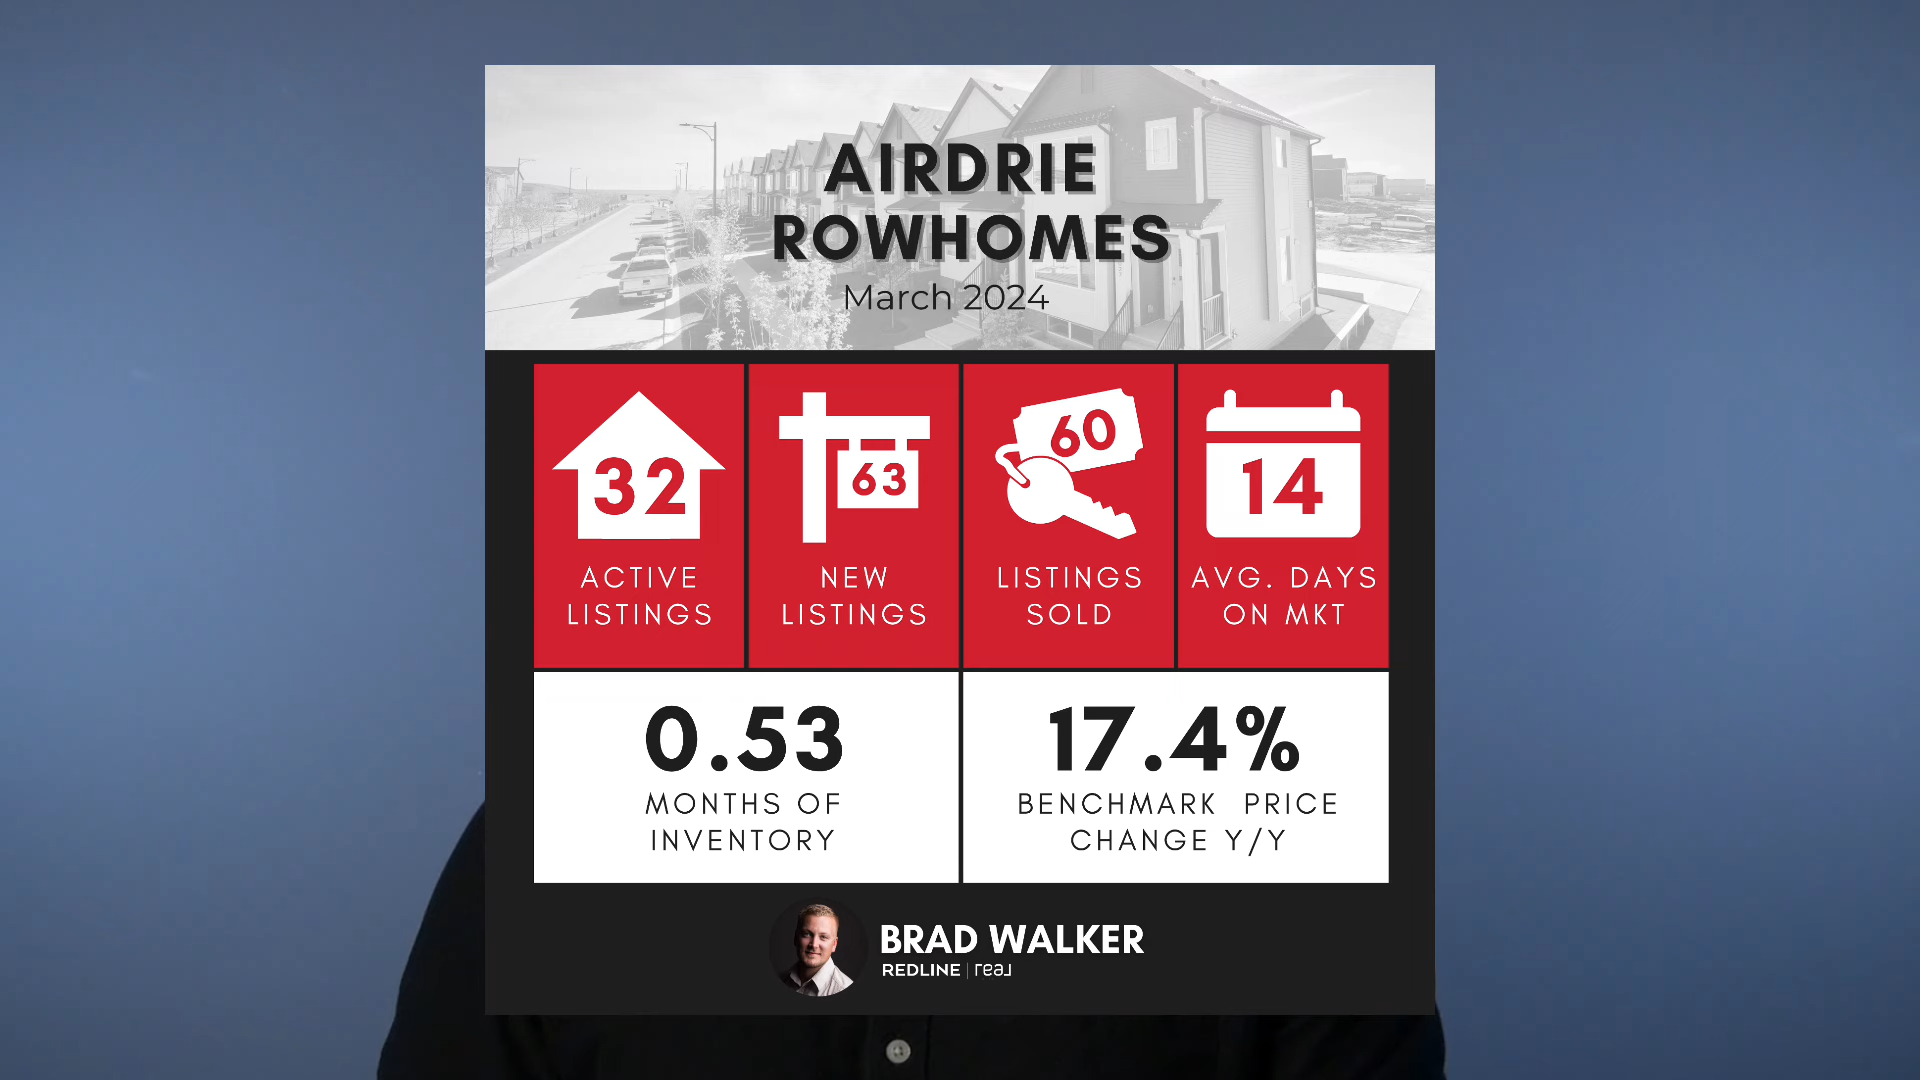 AIRDRIE
ROWHOMES
March 2024
32
ACTIVE
LISTINGS
63
NEW
LISTINGS
60
LISTINGS
SOLD
14
AVG. DAYS
ON MKT
0.53
MONTHS OF
INVENTORY
17.4%
BENCHMARK PRICE
CHANGE Y/Y
BRAD WALKER
REDLINE | real